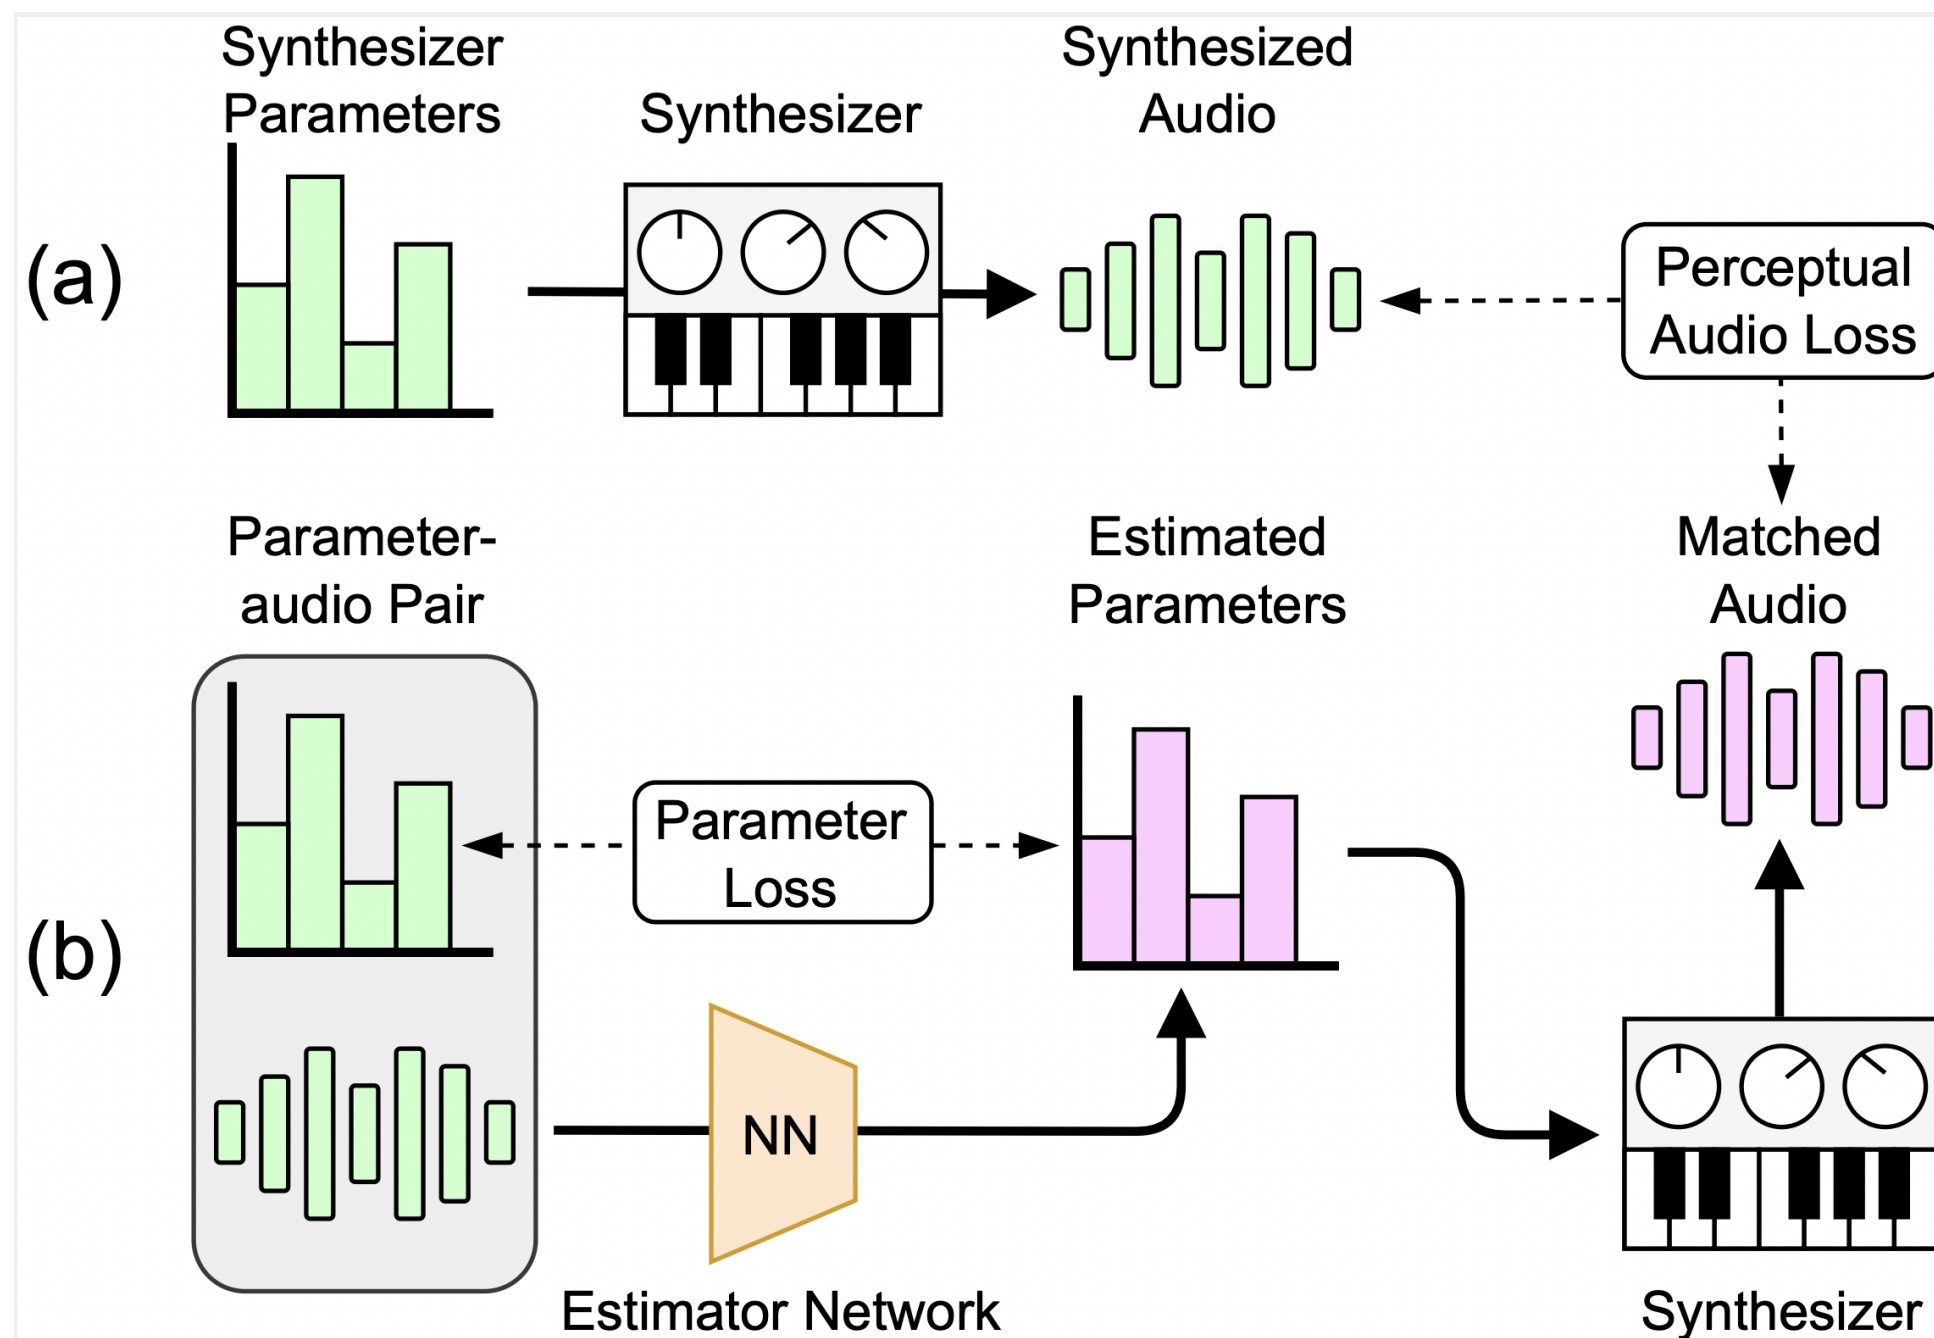 Synthesizer
Parameters
Synthesizer
Synthesized
Audio
(a)
Perceptual
Audio Loss
Parameter-
audio Pair
Estimated
Parameters
Matched
Audio
Parameter
Loss
(b)
NN
Estimator Network
Synthesizer